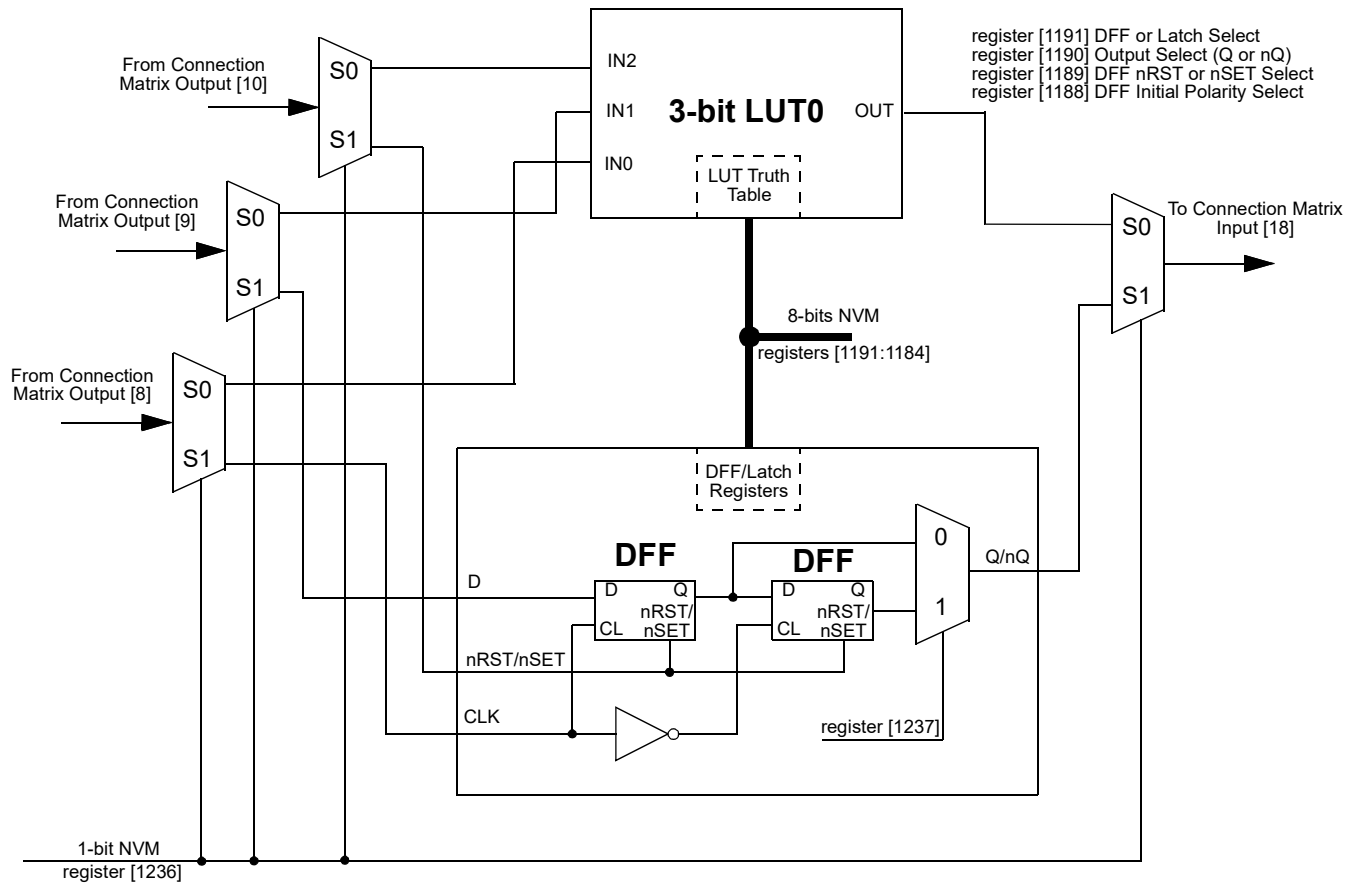 register [1191] DFF or Latch Select
register [1190] Output Select (Q or nQ)
register [1189] DFF nRST or nSET Select
register [1188] DFF Initial Polarity Select
From Connection
Matrix Output [10]
S0
S1
IN2
IN1
IN0
3-bit LUT0
OUT
LUT Truth
Table
From Connection
Matrix Output [9]
S0
S1
To Connection Matrix
Input [18]
S0
S1
8-bits NVM
registers [1191:1184]
From Connection
Matrix Output [8]
S0
S1
DFF/Latch
Registers
DFF
DFF
D
D
Q
nRST/
nSET
CL
D
Q
nRST/
nSET
CL
0
1
Q/nQ
nRST/nSET
CLK
register [1237]
1-bit NVM
register [1236]